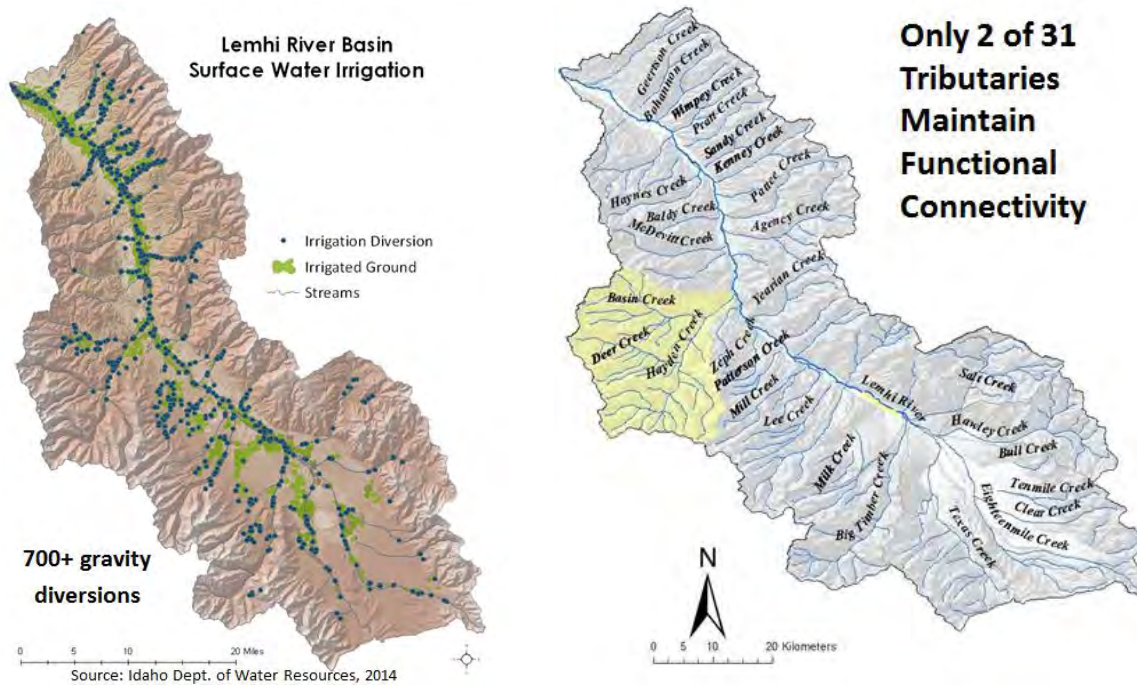 Lemhi River Basin
Surface Water Irrigation
Irrigation Diversion
Irrigated Ground
Streams
700+ gravity
diversions
0 5 10 20 Miles
Source: Idaho Dept. of Water Resources, 2014
Only 2 of 31
Tributaries
Maintain
Functional
Connectivity
Geertson Creek
Bohannon Creek
Wimpey Creek
Pratt Creek
Sandy Creek
Kenney Creek
Pattee Creek
Haynes Creek
Baldy Creek
McDevitt Creek
Agency Creek
Yearian Creek
Basin Creek
Deer Creek
Hayden Creek
Zeph Creek
Patterson Creek
Mill Creek
Lee Creek
Lemhi River
Sali Creek
Hawley Creek
Bull Creek
Milk Creek
Big Timber Creek
Tenmile Creek
Clear Creek
Eighteenmile Creek
Texas Creek
N
0 5 10 20 Kilometers